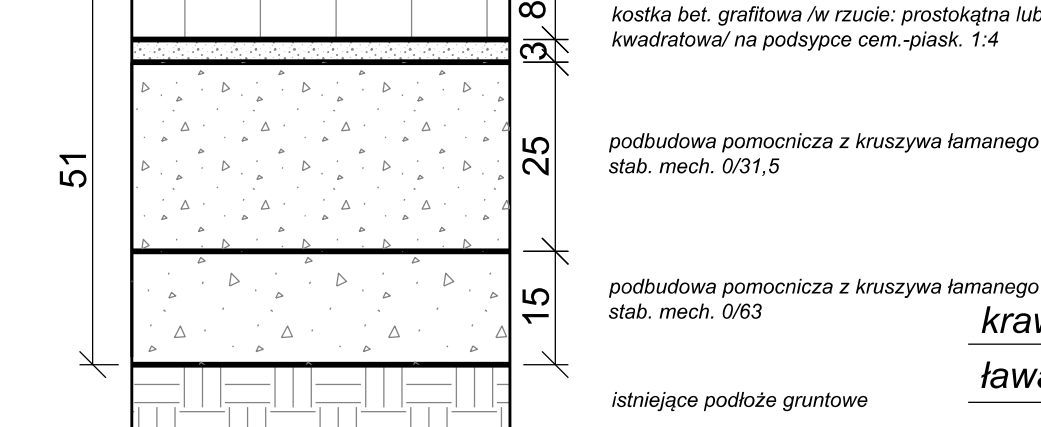 8
kostka bet. grafitowa /w rzucie: prostokątna lub
kwadratowa/ na podsypce cem.-piask. 1:4
3
51
25
podbudowa pomocnicza z kruszywa łamanego
stab. mech. 0/31,5
15
podbudowa pomocnicza z kruszywa łamanego
stab. mech. 0/63
istniejące podłoże gruntowe